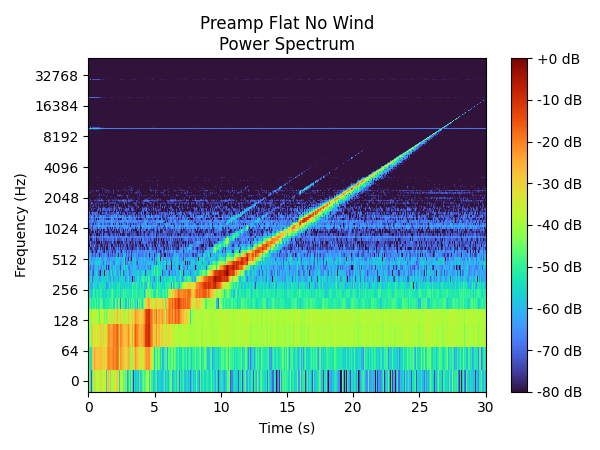 Preamp Flat No Wind
Power Spectrum
Frequency (Hz)
32768
16384
8192
4096
2048
1024
512
256
128
64
0
0 5 10 15 20 25 30
Time (s)
+0 dB
-10 dB
-20 dB
-30 dB
-40 dB
-50 dB
-60 dB
-70 dB
-80 dB